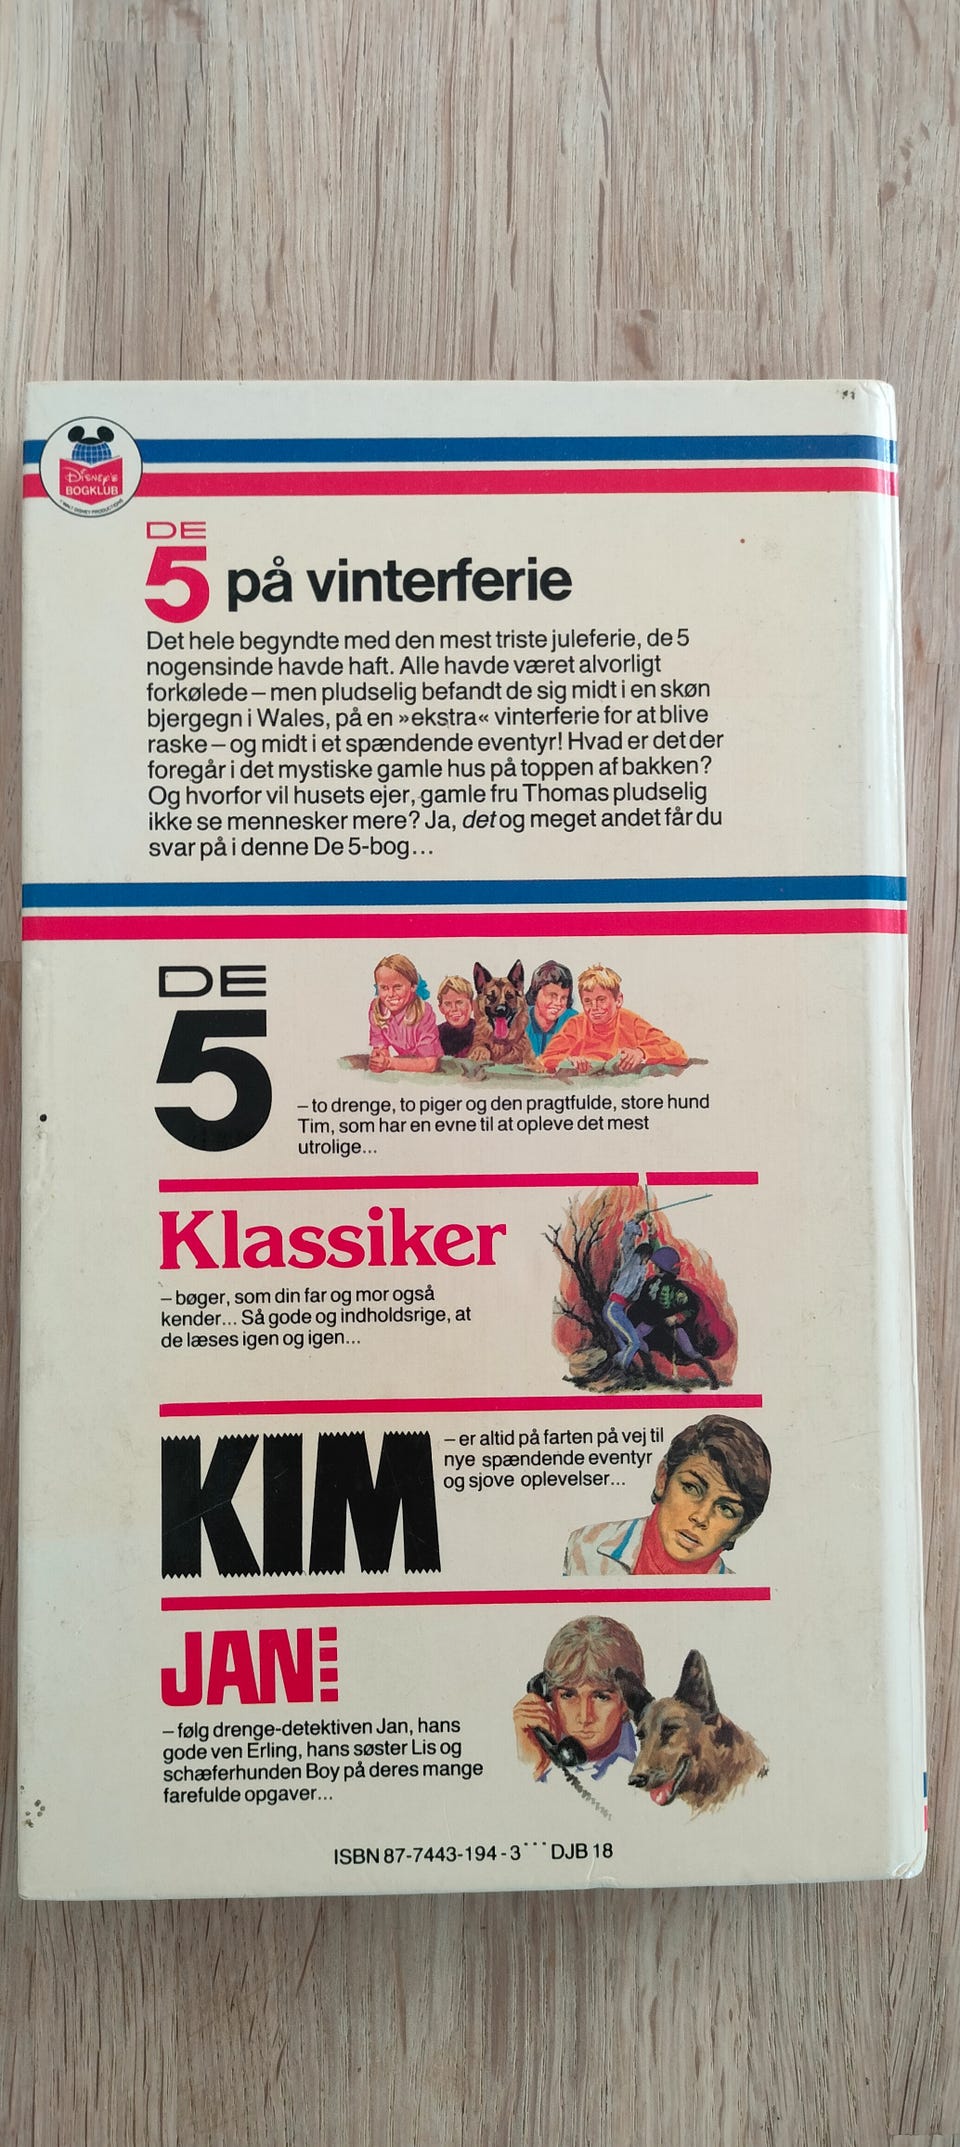 Disney's
BOGKLUB
© WALT DISNEY PRODUCTIONS
DE
5 på vinterferie
Det hele begyndte med den mest triste juleferie, de 5
nogensinde havde haft. Alle havde været alvorligt
forkølede – men pludselig befandt de sig midt i en skøn
bjergegn i Wales, på en »ekstra« vinterferie for at blive
raske – og midt i et spændende eventyr! Hvad er det der
foregår i det mystiske gamle hus på toppen af bakken?
Og hvorfor vil husets ejer, gamle fru Thomas pludselig
ikke se mennesker mere? Ja, det og meget andet får du
svar på i denne De 5-bog...
DE
5
– to drenge, to piger og den pragtfulde, store hund
Tim, som har en evne til at opleve det mest
utrolige...
Klassiker
– bøger, som din far og mor også
kender... Så gode og indholdsrige, at
de læses igen og igen...
KIM
– er altid på farten på vej til
nye spændende eventyr
og sjove oplevelser...
JAN
– følg drenge-detektiven Jan, hans
gode ven Erling, hans søster Lis og
schæferhunden Boy på deres mange
farefulde opgaver...
ISBN 87-7443-194-3 ··· DJB 18